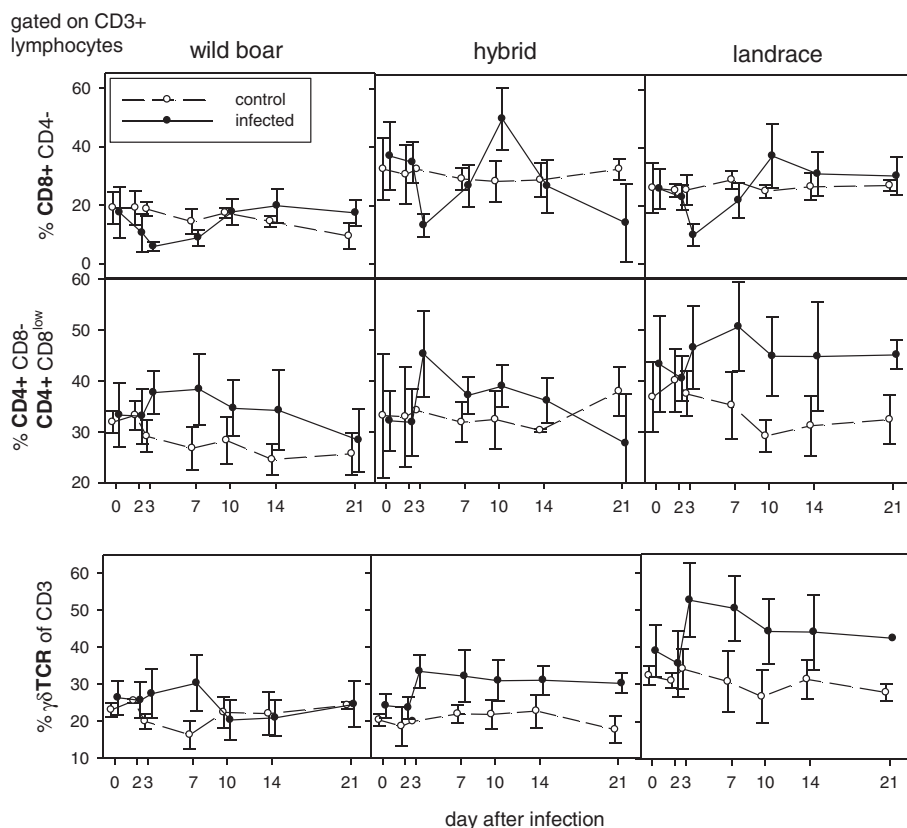 gated on CD3+
lymphocytes
wild boar
hybrid
landrace
control
infected
% CD8+ CD4-
60
40
20
0
% CD4+ CD8-
CD4+ CD8low
60
50
40
30
20
0 2 3 7 10 14 21
0 2 3 7 10 14 21
0 2 3 7 10 14 21
% γδTCR of CD3
60
50
40
30
20
10
0 2 3 7 10 14 21
0 2 3 7 10 14 21
0 2 3 7 10 14 21
day after infection